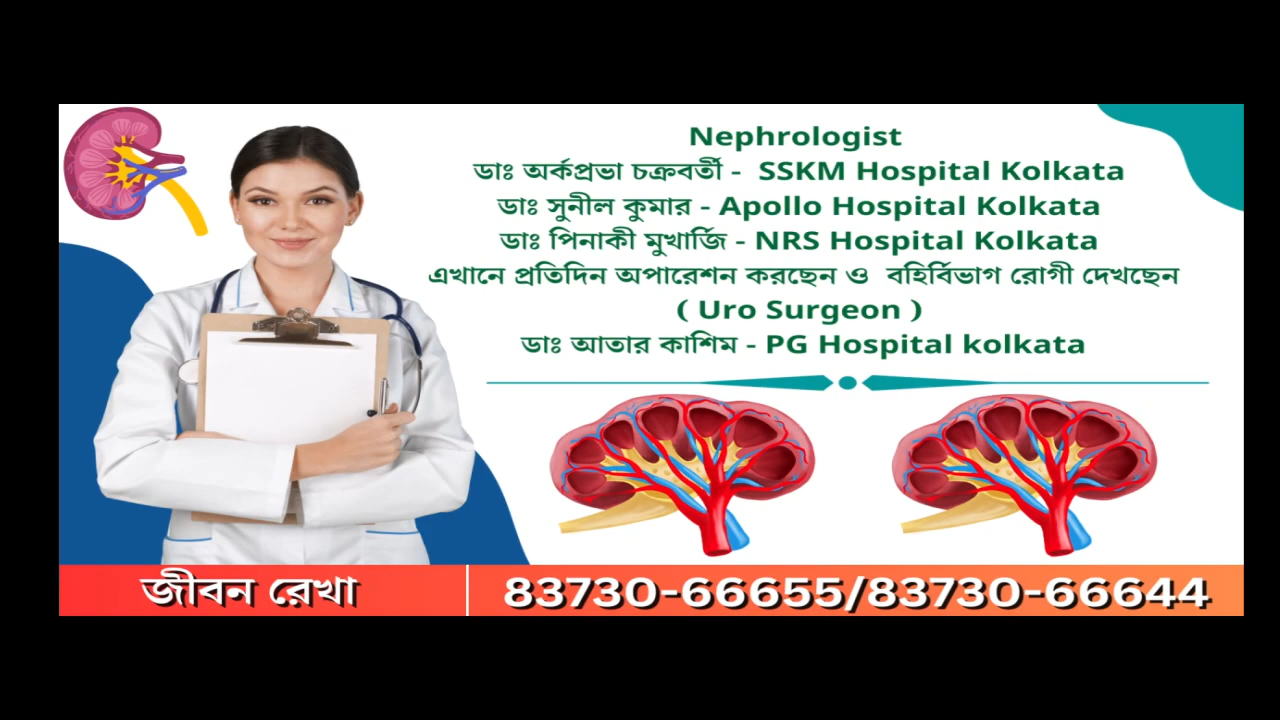 Nephrologist
ডাঃ অর্কপ্রভা চক্রবর্তী - SSKM Hospital Kolkata
ডাঃ সুনীল কুমার - Apollo Hospital Kolkata
ডাঃ পিনাকী মুখার্জি - NRS Hospital Kolkata
এখানে প্রতিদিন অপারেশন করছেন ও বহির্বিভাগ রোগী দেখছেন
( Uro Surgeon )
ডাঃ আতার কাশিম - PG Hospital kolkata
জীবন রেখা
83730-66655/83730-66644